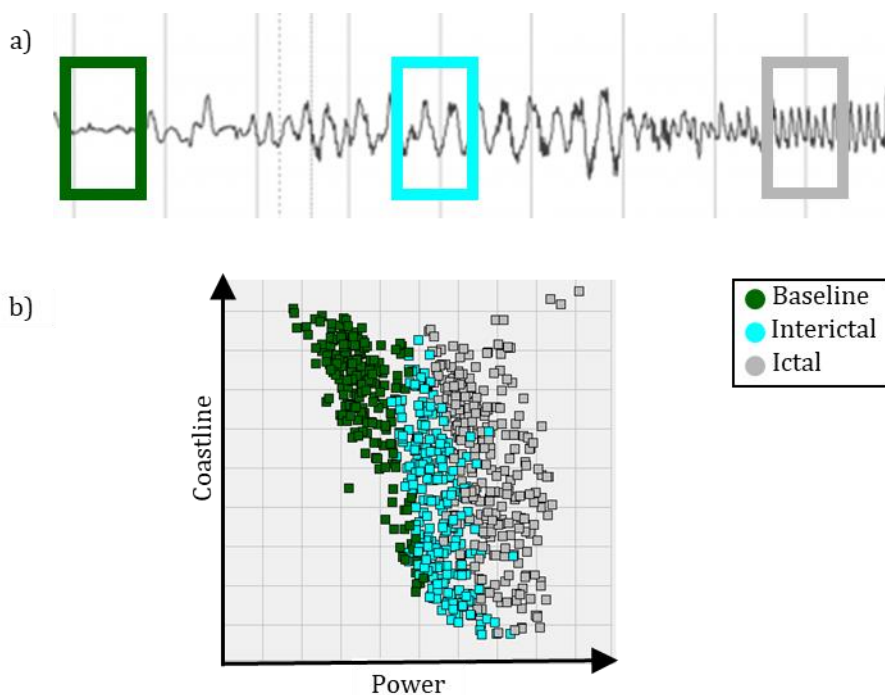 a)
b)
Baseline
Interictal
Ictal
Coastline
Power